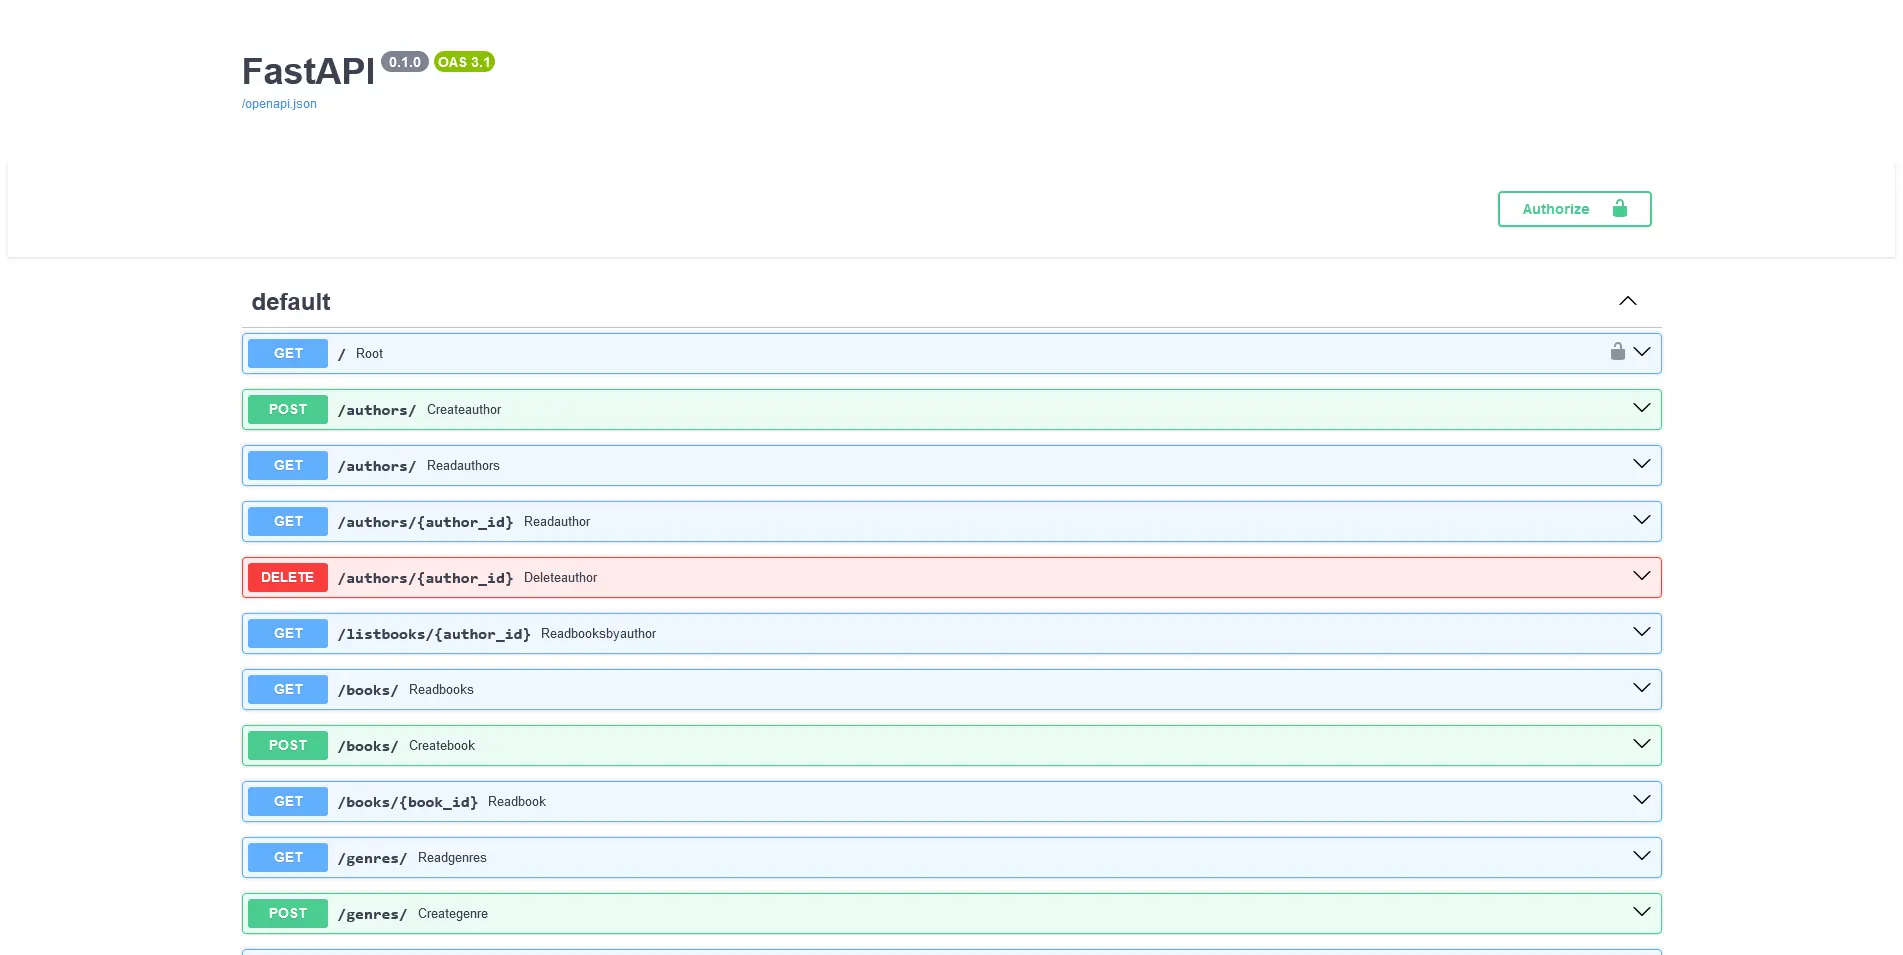 FastAPI 0.1.0 OAS 3.1
/openapi.json
Authorize
default
GET / Root
POST /authors/ Createauthor
GET /authors/ Readauthors
GET /authors/{author_id} Readauthor
DELETE /authors/{author_id} Deleteauthor
GET /listbooks/{author_id} Readbooksbyauthor
GET /books/ Readbooks
POST /books/ Createbook
GET /books/{book_id} Readbook
GET /genres/ Readgenres
POST /genres/ Creategenre